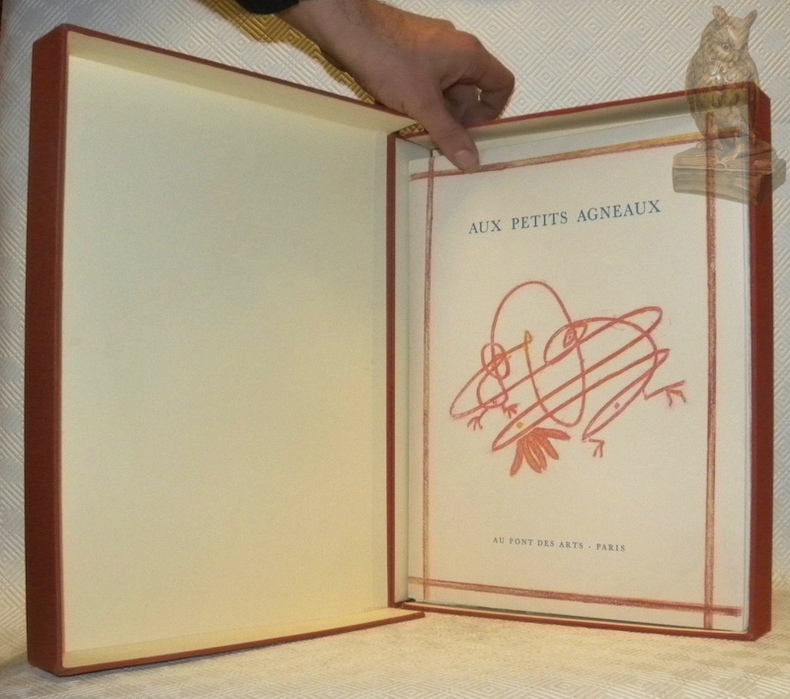 AUX PETITS AGNEAUX
AU PONT DES ARTS - PARIS